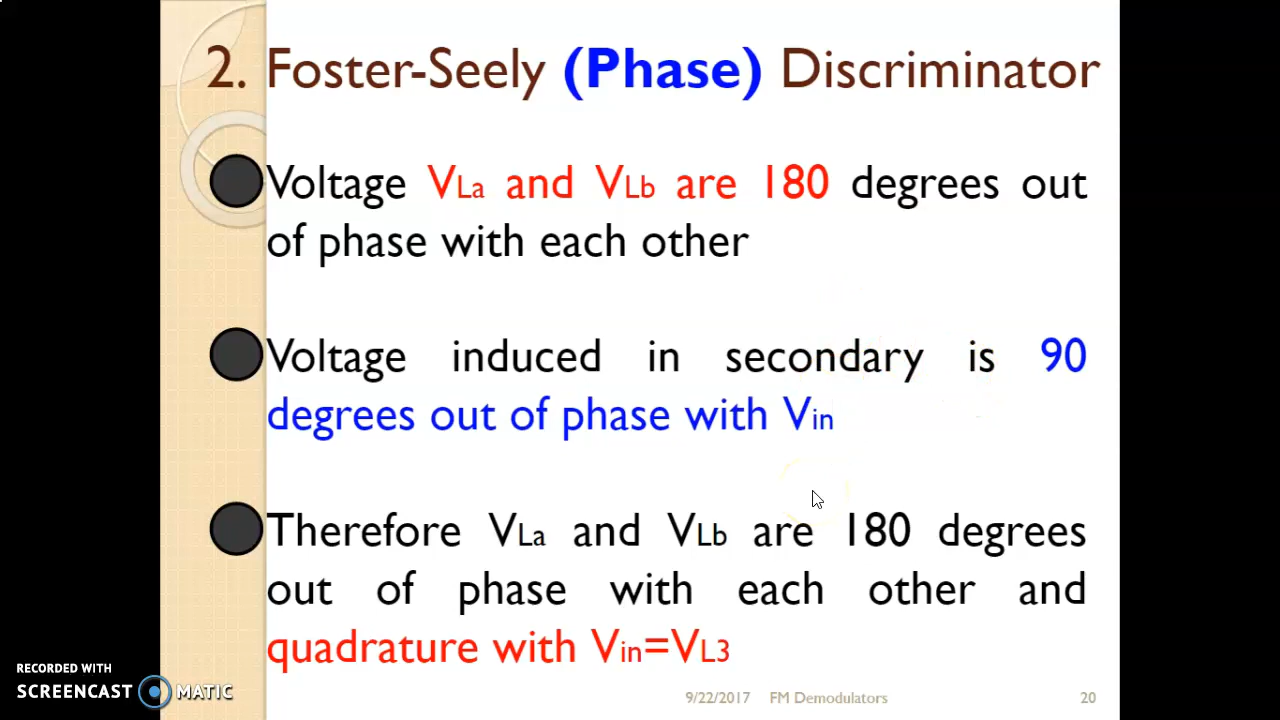 2. Foster-Seely (Phase) Discriminator
Voltage VLa and VLb are 180 degrees out
of phase with each other
Voltage induced in secondary is 90
degrees out of phase with Vin
Therefore VLa and VLb are 180 degrees
out of phase with each other and
quadrature with Vin=VL3
RECORDED WITH
SCREENCAST MATIC
9/22/2017 FM Demodulators 20